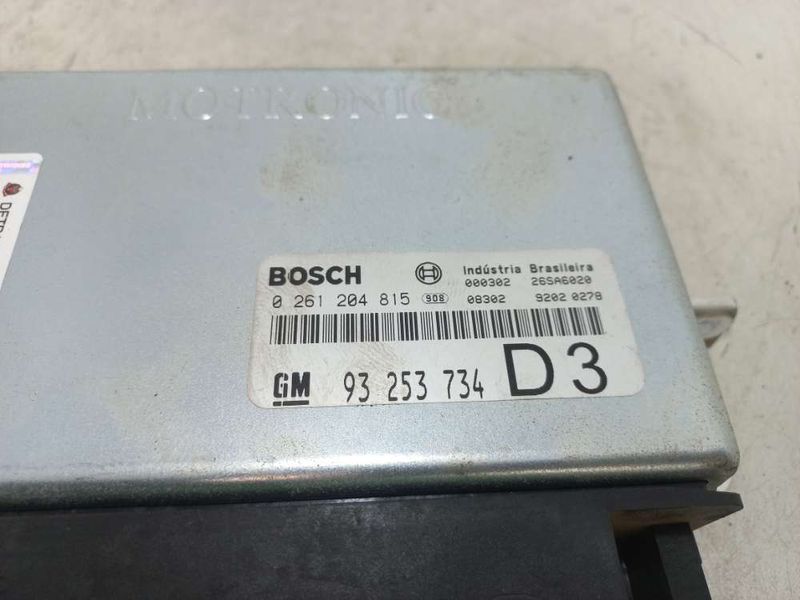 MOTRONIC
BOSCH Indústria Brasileira
000302 26SA6020
0 261 204 815 908 08302 9202 0278
GM 93 253 734 D3